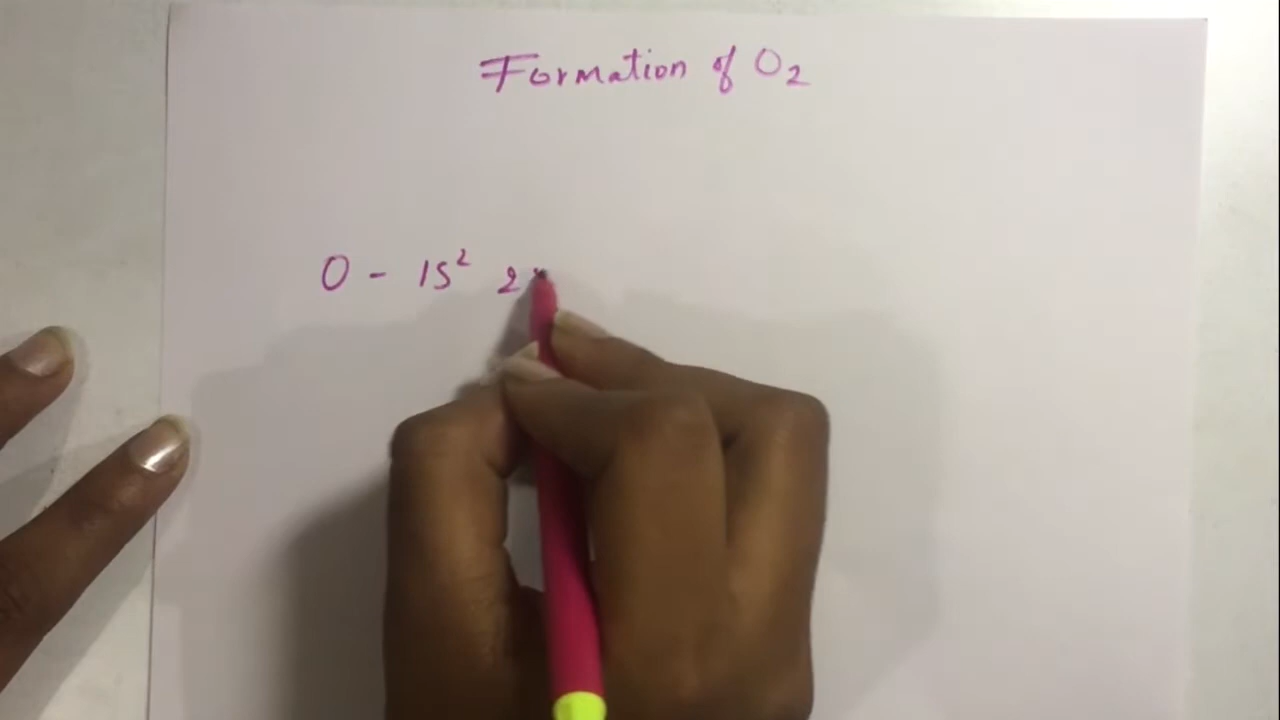 Formation of O₂
O - 1s² 2